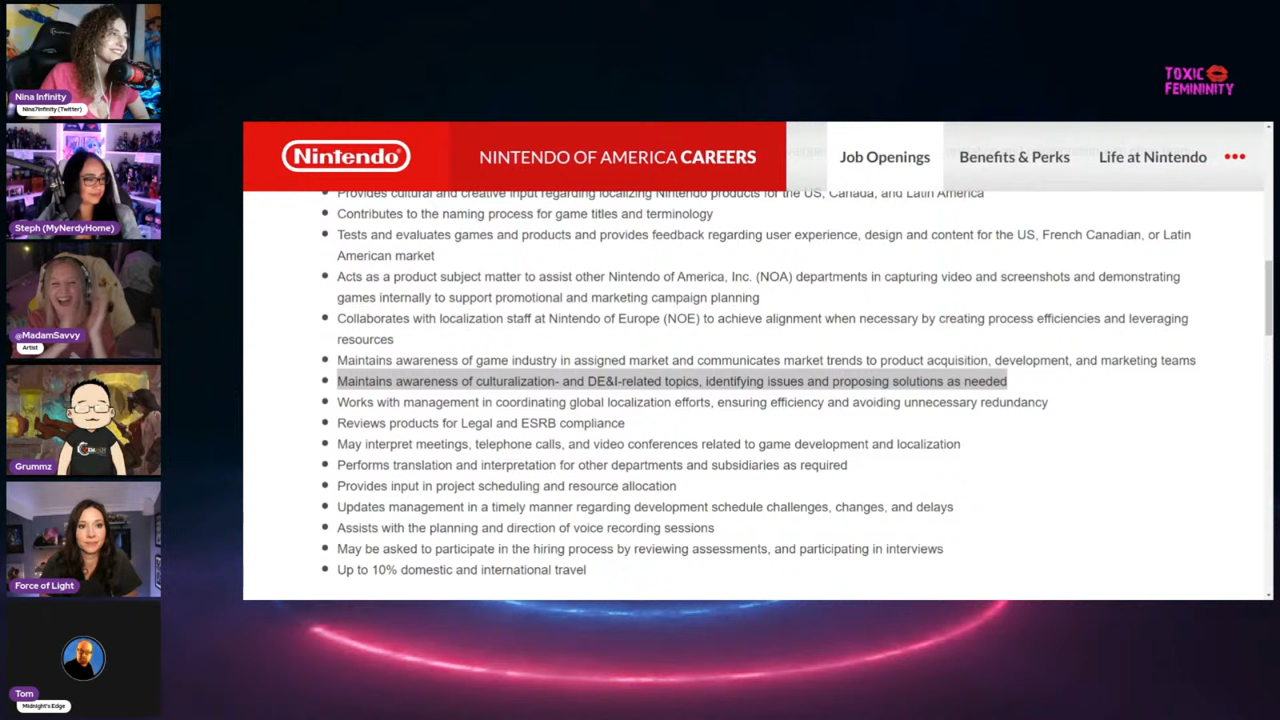 Nina Infinity
Nina7Infinity (Twitter)
Steph (MyNerdyHome)
@MadamSavvy
Artist
Grummz
Force of Light
Tom
Midnight's Edge
TOXIC
FEMININITY
Nintendo
NINTENDO OF AMERICA CAREERS
Job Openings
Benefits & Perks
Life at Nintendo
Provides cultural and creative input regarding localizing Nintendo products for the US, Canada, and Latin America
Contributes to the naming process for game titles and terminology
Tests and evaluates games and products and provides feedback regarding user experience, design and content for the US, French Canadian, or Latin
American market
Acts as a product subject matter to assist other Nintendo of America, Inc. (NOA) departments in capturing video and screenshots and demonstrating
games internally to support promotional and marketing campaign planning
Collaborates with localization staff at Nintendo of Europe (NOE) to achieve alignment when necessary by creating process efficiencies and leveraging
resources
Maintains awareness of game industry in assigned market and communicates market trends to product acquisition, development, and marketing teams
Maintains awareness of culturalization- and DE&I-related topics, identifying issues and proposing solutions as needed
Works with management in coordinating global localization efforts, ensuring efficiency and avoiding unnecessary redundancy
Reviews products for Legal and ESRB compliance
May interpret meetings, telephone calls, and video conferences related to game development and localization
Performs translation and interpretation for other departments and subsidiaries as required
Provides input in project scheduling and resource allocation
Updates management in a timely manner regarding development schedule challenges, changes, and delays
Assists with the planning and direction of voice recording sessions
May be asked to participate in the hiring process by reviewing assessments, and participating in interviews
Up to 10% domestic and international travel